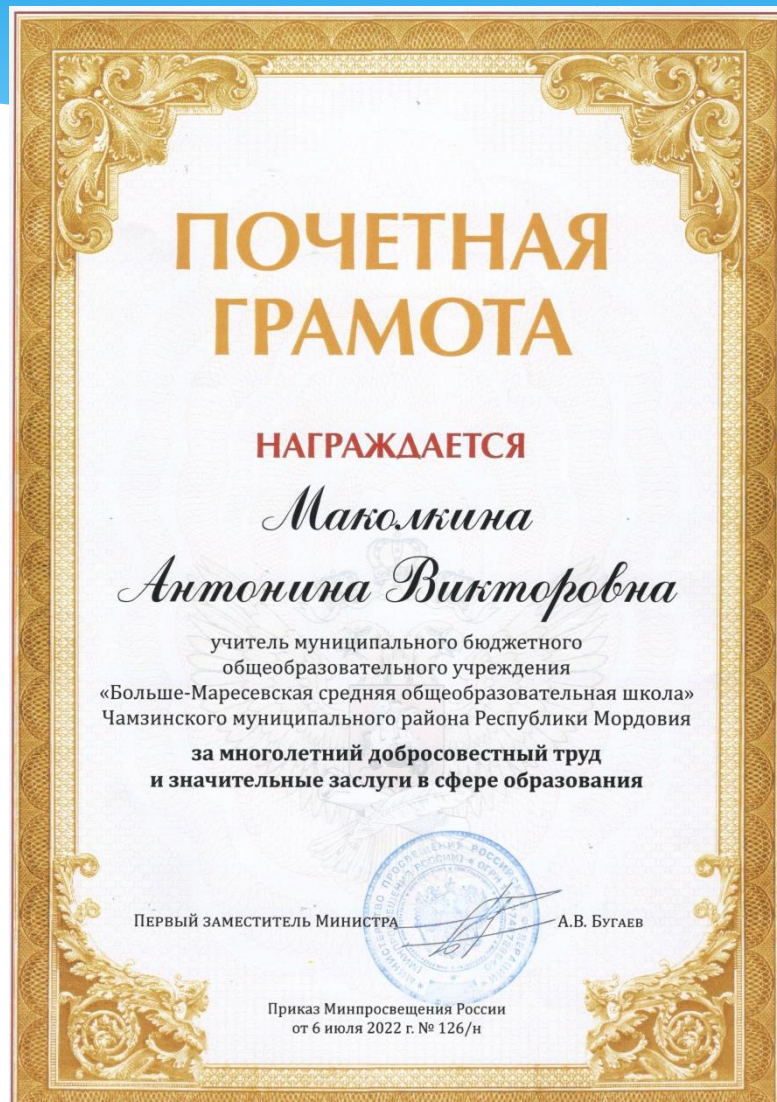 ПОЧЕТНАЯ
ГРАМОТА
НАГРАЖДАЕТСЯ
Маколкина
Антонина Викторовна
учитель муниципального бюджетного
общеобразовательного учреждения
«Больше-Маресевская средняя общеобразовательная школа»
Чамзинского муниципального района Республики Мордовия
за многолетний добросовестный труд
и значительные заслуги в сфере образования
Первый заместитель Министра А.В. Бугаев
Приказ Минпросвещения России
от 6 июля 2022 г. № 126/н